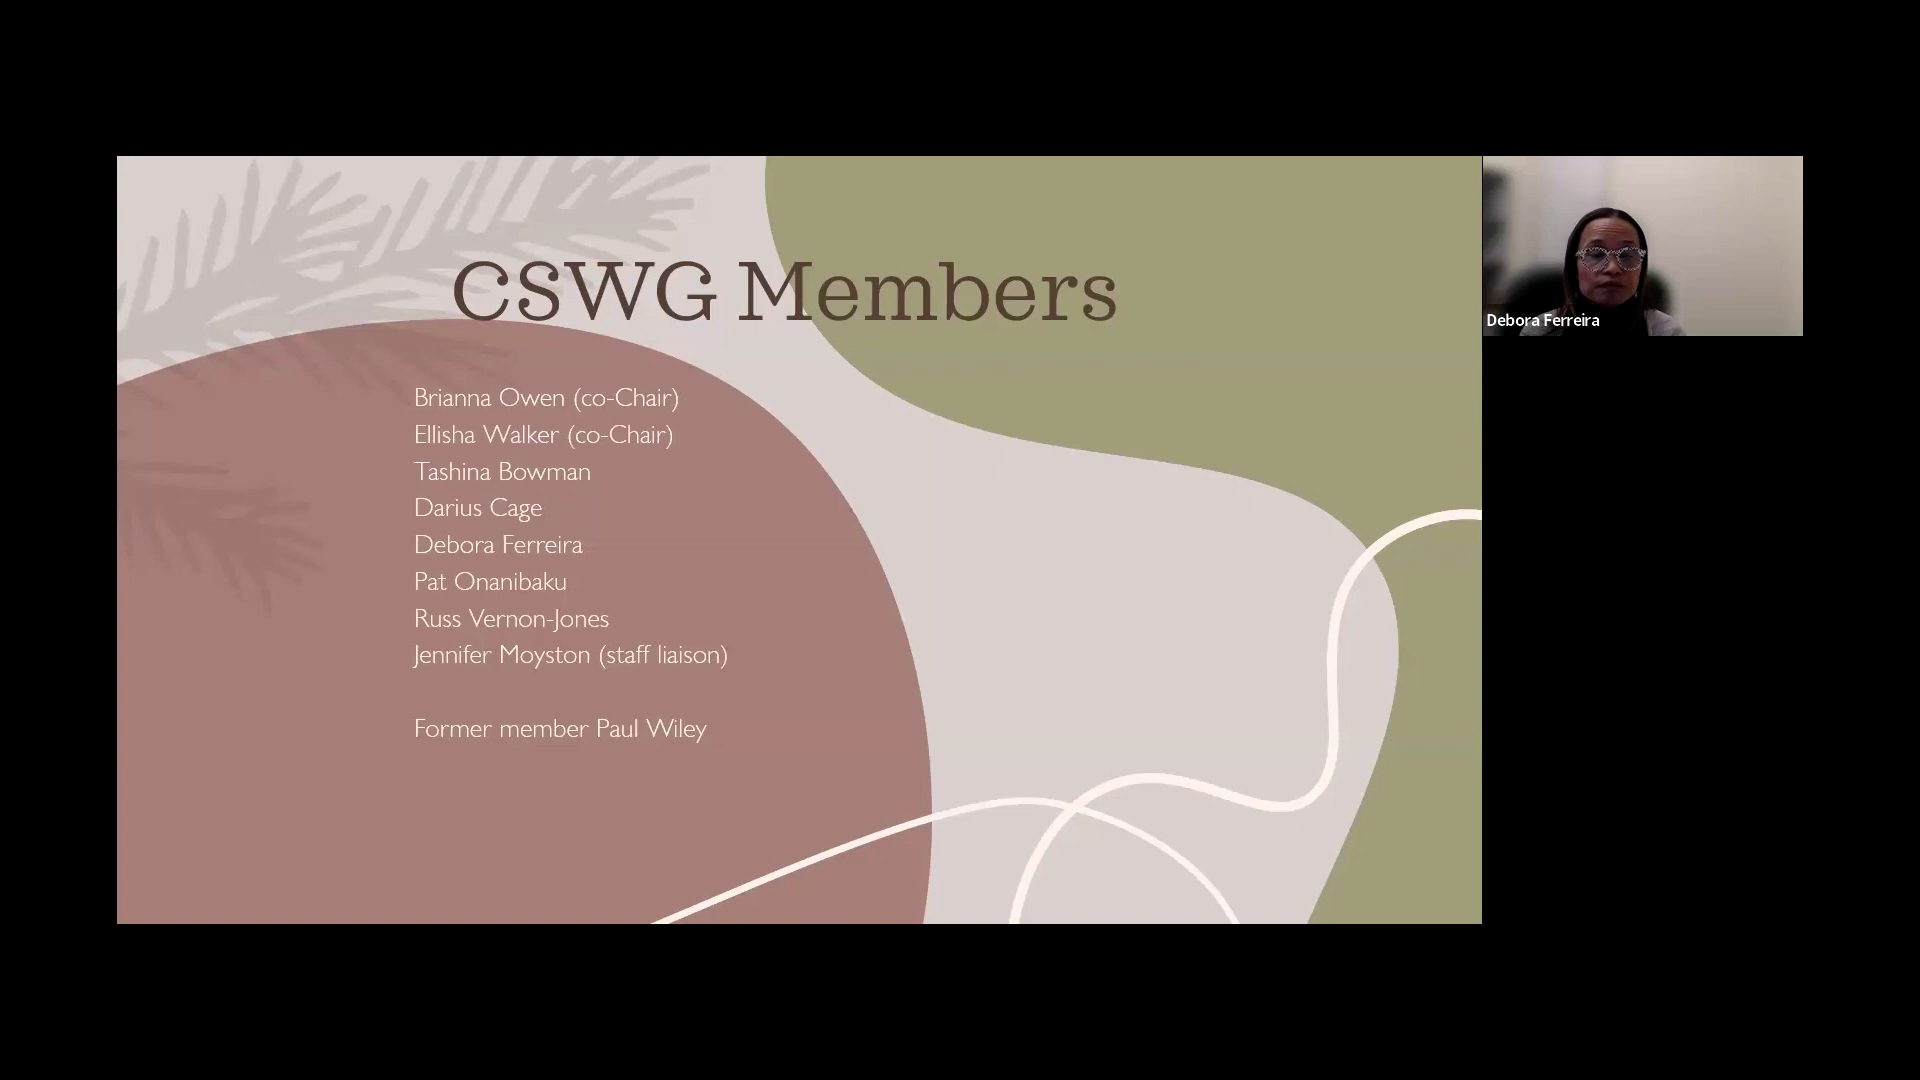 CSWG Members
Brianna Owen (co-Chair)
Ellisha Walker (co-Chair)
Tashina Bowman
Darius Cage
Debora Ferreira
Pat Onanibaku
Russ Vernon-Jones
Jennifer Moyston (staff liaison)
Former member Paul Wiley
Debora Ferreira